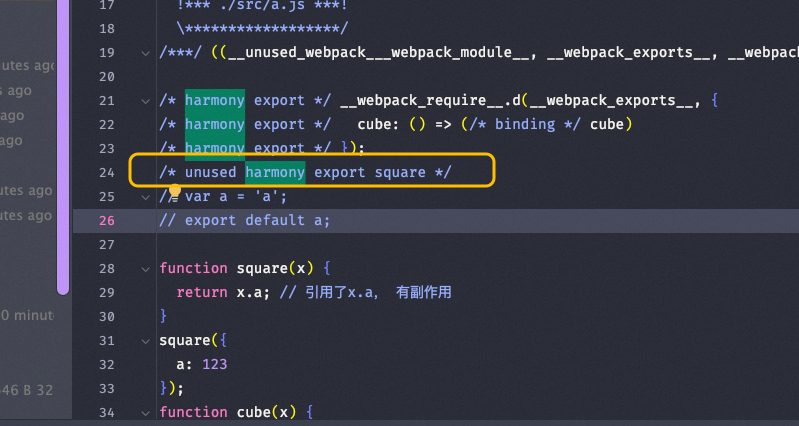 17 !*** ./src/a.js ***!
18 \******************/
19 /***/ ((__unused_webpack___webpack_module__, __webpack_exports__, __webpack
20
utes ago
21 /* harmony export */ __webpack_require__.d(__webpack_exports__, {
s ago
22 /* harmony export */   cube: () => (/* binding */ cube)
ago
23 /* harmony export */ });
ago
24 /* unused harmony export square */
utes ago
25 // var a = 'a';
utes ago
26 // export default a;
27
28 function square(x) {
29   return x.a; // 引用了x.a， 有副作用
0 minut
30 }
31 square({
32   a: 123
33 });
546 B 32
34 function cube(x) {